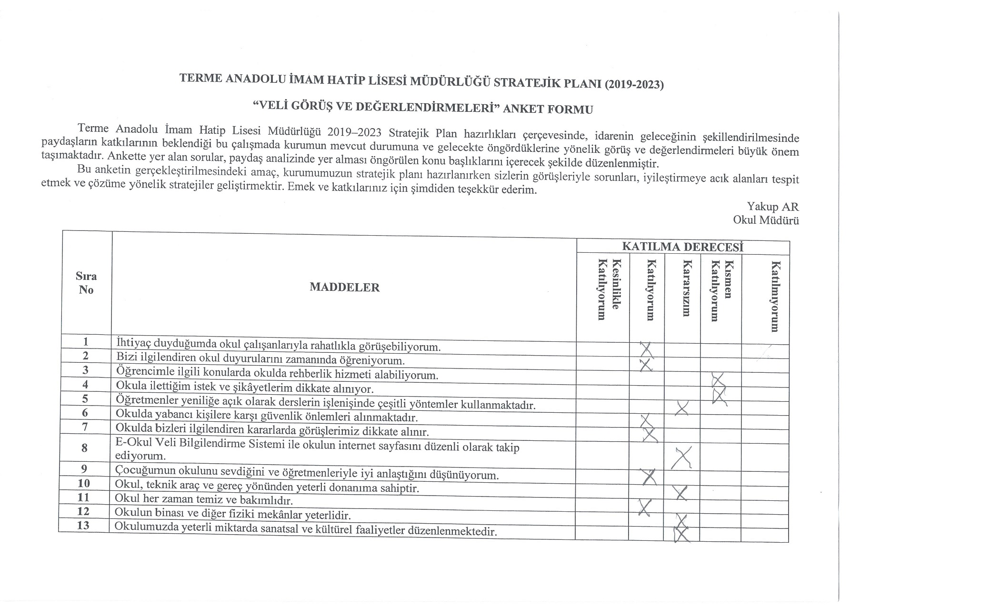 TERME ANADOLU İMAM HATİP LİSESİ MÜDÜRLÜĞÜ STRATEJİK PLANI (2019-2023)
“VELİ GÖRÜŞ VE DEĞERLENDİRMELERİ” ANKET FORMU
Terme Anadolu İmam Hatip Lisesi Müdürlüğü 2019–2023 Stratejik Plan hazırlıkları çerçevesinde, idarenin geleceğinin şekillendirilmesinde
paydaşların katkılarının beklendiği bu çalışmada kurumun mevcut durumuna ve gelecekte öngördüklerine yönelik görüş ve değerlendirmeleri büyük önem
taşımaktadır. Ankette yer alan sorular, paydaş analizinde yer alması öngörülen konu başlıklarını içerecek şekilde düzenlenmiştir.
Bu anketin gerçekleştirilmesindeki amaç, kurumumuzun stratejik planı hazırlanırken sizlerin görüşleriyle sorunları, iyileştirmeye acık alanları tespit
etmek ve çözüme yönelik stratejiler geliştirmektir. Emek ve katkılarınız için şimdiden teşekkür ederim.
Yakup AR
Okul Müdürü
Sıra
No
MADDELER
KATILMA DERECESİ
Kesinlikle
Katılıyorum
Katılıyorum
Kararsızım
Kısmen
Katılıyorum
Katılmıyorum
1 İhtiyaç duyduğumda okul çalışanlarıyla rahatlıkla görüşebiliyorum. X
2 Bizi ilgilendiren okul duyurularını zamanında öğreniyorum. X
3 Öğrencimle ilgili konularda okulda rehberlik hizmeti alabiliyorum. X
4 Okula ilettiğim istek ve şikâyetlerim dikkate alınıyor. X
5 Öğretmenler yeniliğe açık olarak derslerin işlenişinde çeşitli yöntemler kullanmaktadır. X
6 Okulda yabancı kişilere karşı güvenlik önlemleri alınmaktadır. X
7 Okulda bizleri ilgilendiren kararlarda görüşlerimiz dikkate alınır. X
8 E-Okul Veli Bilgilendirme Sistemi ile okulun internet sayfasını düzenli olarak takip
ediyorum. X
9 Çocuğumun okulunu sevdiğini ve öğretmenleriyle iyi anlaştığını düşünüyorum. X
10 Okul, teknik araç ve gereç yönünden yeterli donanıma sahiptir. X
11 Okul her zaman temiz ve bakımlıdır. X
12 Okulun binası ve diğer fiziki mekânlar yeterlidir. X
13 Okulumuzda yeterli miktarda sanatsal ve kültürel faaliyetler düzenlenmektedir. X